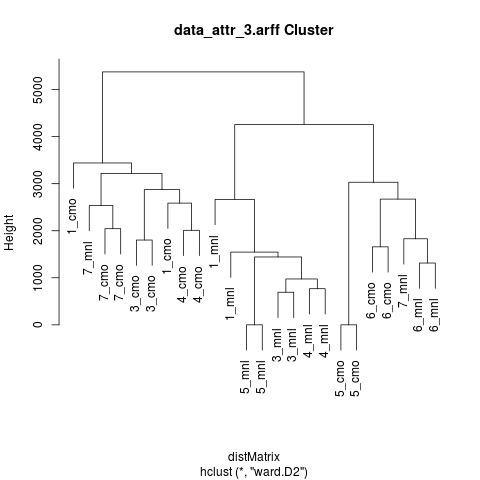 data_attr_3.arff Cluster
Height
5000
4000
3000
2000
1000
0
1_cmo
7_mnl
7_cmo
7_cmo
3_cmo
3_cmo
1_cmo
4_cmo
4_cmo
1_mnl
1_mnl
5_mnl
5_mnl
3_mnl
3_mnl
4_mnl
4_mnl
5_cmo
5_cmo
6_cmo
6_cmo
7_mnl
6_mnl
6_mnl
distMatrix
hclust (*, "ward.D2")